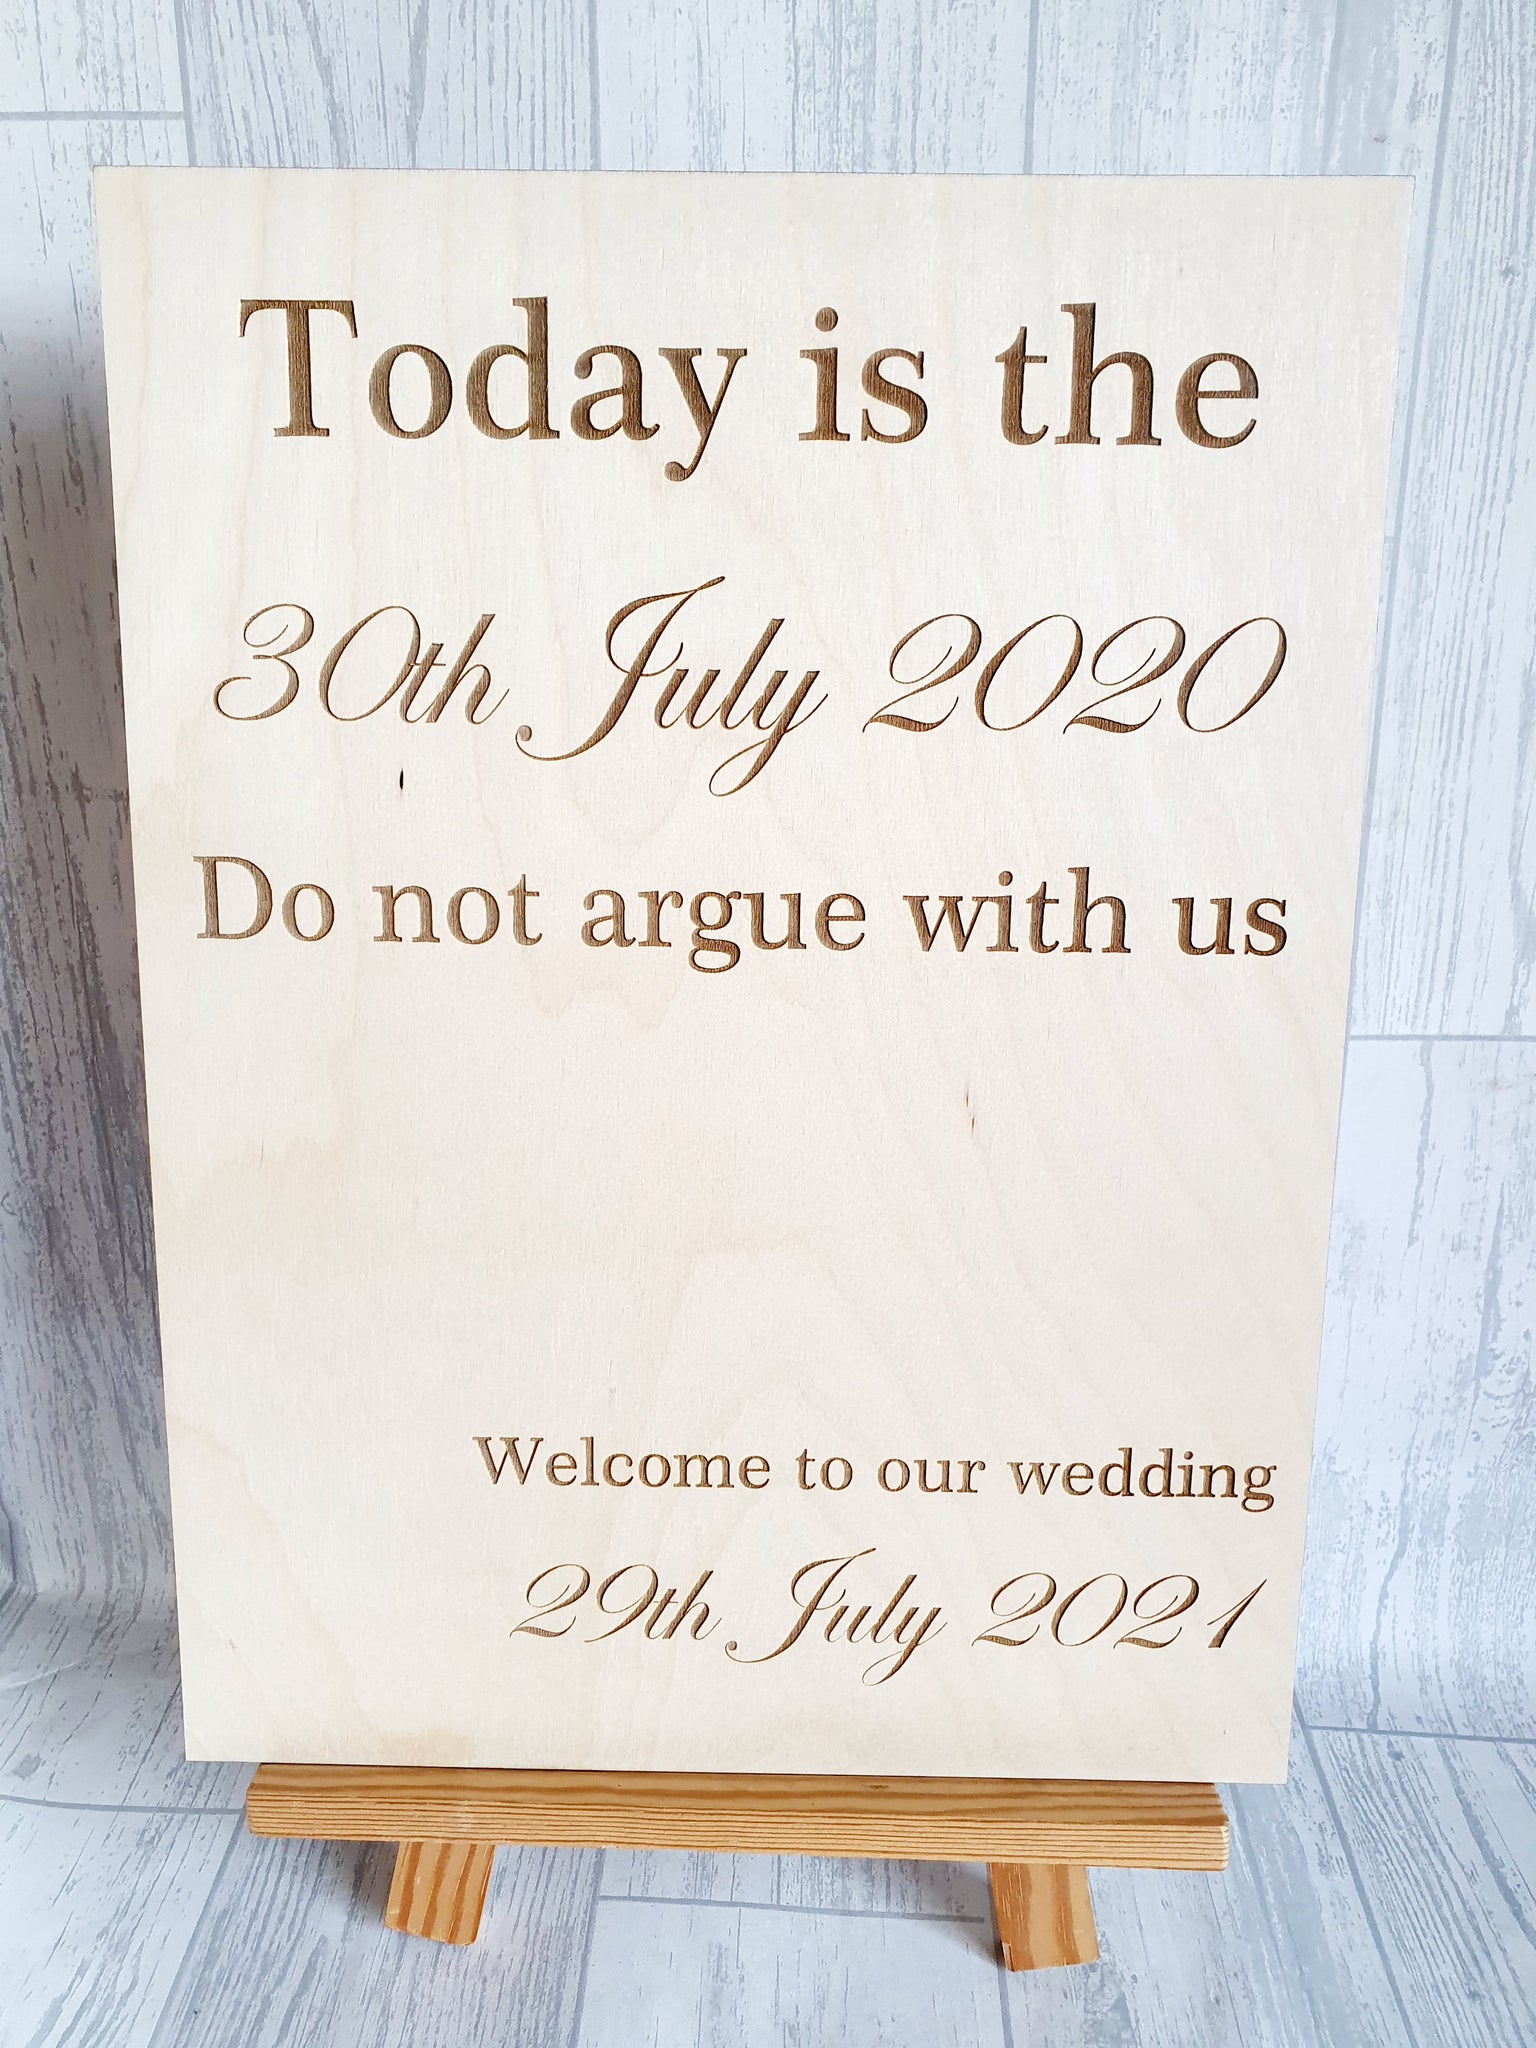 Today is the
30th July 2020
Do not argue with us
Welcome to our wedding
29th July 2021